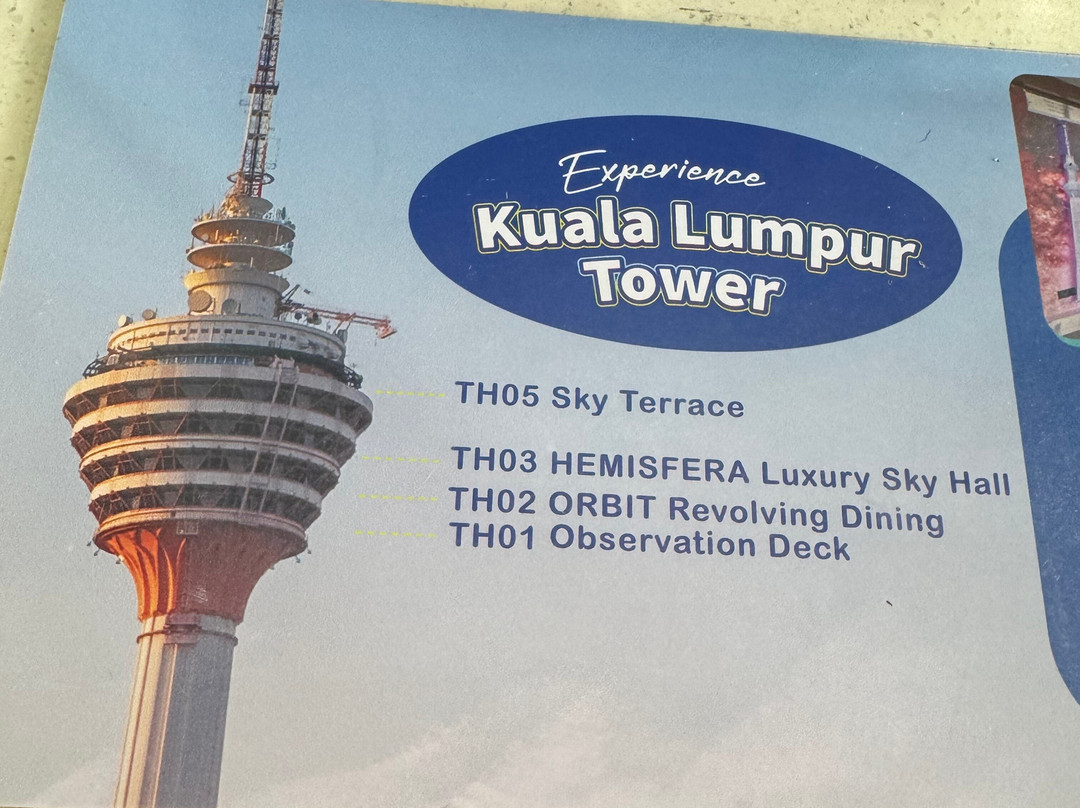 Experience
Kuala Lumpur
Tower
TH05 Sky Terrace
TH03 HEMISFERA Luxury Sky Hall
TH02 ORBIT Revolving Dining
TH01 Observation Deck